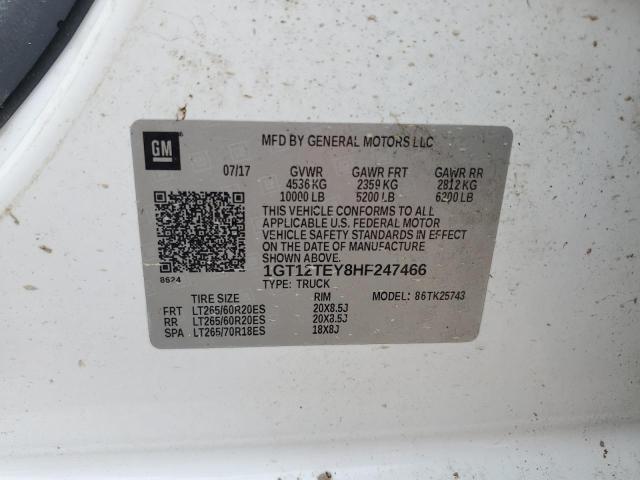 GM
MFD BY GENERAL MOTORS LLC
07/17 GVWR GAWR FRT GAWR RR
4536 KG 2359 KG 2812 KG
10000 LB 5200 LB 6200 LB
THIS VEHICLE CONFORMS TO ALL
APPLICABLE U.S. FEDERAL MOTOR
VEHICLE SAFETY STANDARDS IN EFFECT
ON THE DATE OF MANUFACTURE
SHOWN ABOVE.
8624
1GT12TEY8HF247466
TYPE: TRUCK
TIRE SIZE RIM MODEL: 86TK25743
FRT LT265/60R20ES 20X8.5J
RR LT265/60R20ES 20X8.5J
SPA LT265/70R18ES 18X8J